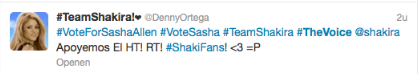 #TeamShakira!❤ @DennyOrtega 2u
#VoteForSashaAllen #VoteSasha #TeamShakira #TheVoice @shakira
Apoyemos El HT! RT! #ShakiFans! <3 =P
Openen